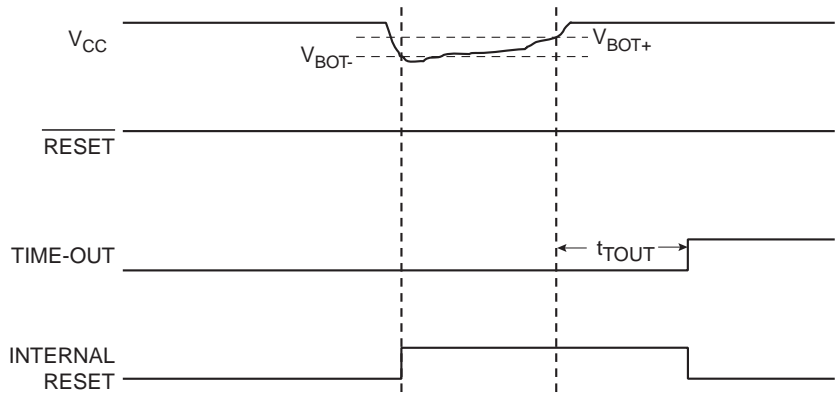 VCC
VBOT-
VBOT+
RESET
TIME-OUT
tTOUT
INTERNAL
RESET